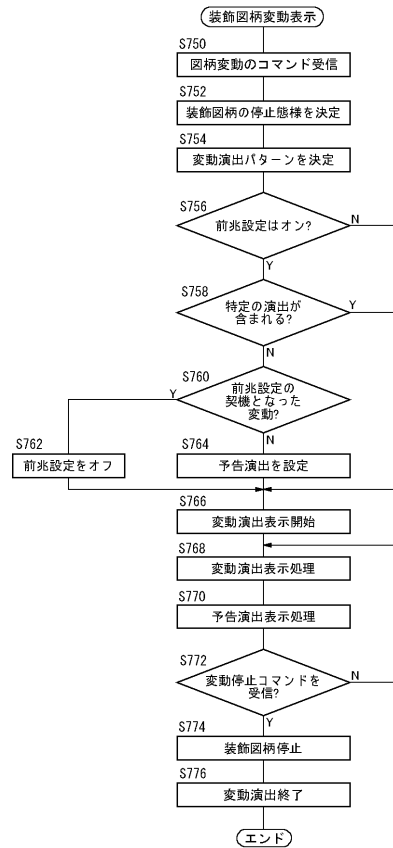 装飾図柄変動表示
S750
図柄変動のコマンド受信
S752
装飾図柄の停止態様を決定
S754
変動演出パターンを決定
S756
前兆設定はオン?
N
Y
S758
特定の演出が
含まれる?
Y
N
S760
前兆設定の
契機となった
変動?
Y
N
S762
前兆設定をオフ
S764
予告演出を設定
S766
変動演出表示開始
S768
変動演出表示処理
S770
予告演出表示処理
S772
変動停止コマンドを
受信?
N
Y
S774
装飾図柄停止
S776
変動演出終了
エンド